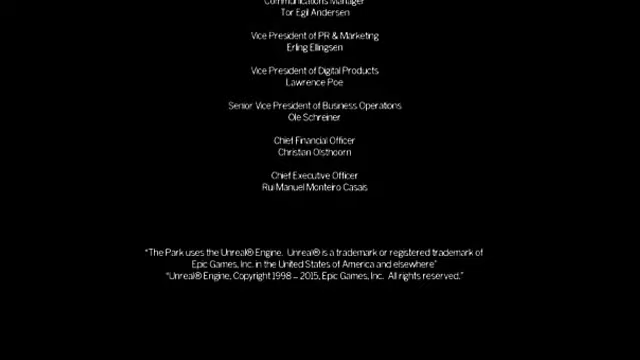 Communications Manager
Tor Egil Andersen
Vice President of PR & Marketing
Erling Ellingsen
Vice President of Digital Products
Lawrence Poe
Senior Vice President of Business Operations
Ole Schreiner
Chief Financial Officer
Christian Olsthoorn
Chief Executive Officer
Rui Manuel Monteiro Casais
“The Park uses the Unreal® Engine. Unreal® is a trademark or registered trademark of
Epic Games, Inc. in the United States of America and elsewhere”
“Unreal® Engine, Copyright 1998 – 2015, Epic Games, Inc. All rights reserved.”